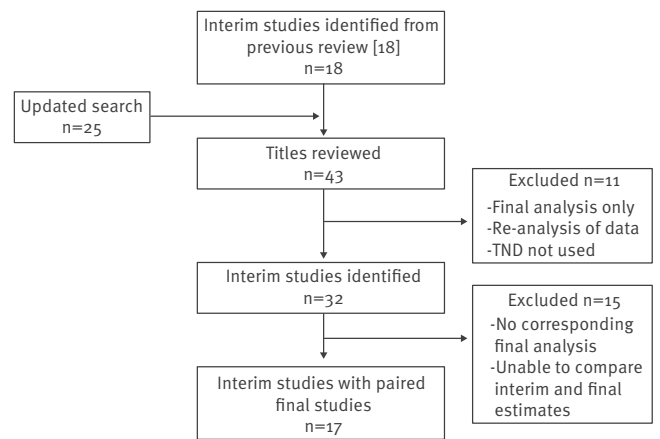 Interim studies identified from
previous review [18]
n=18
Updated search
n=25
Titles reviewed
n=43
Excluded n=11
-Final analysis only
-Re-analysis of data
-TND not used
Interim studies identified
n=32
Excluded n=15
-No corresponding
final analysis
-Unable to compare
interim and final
estimates
Interim studies with paired
final studies
n=17